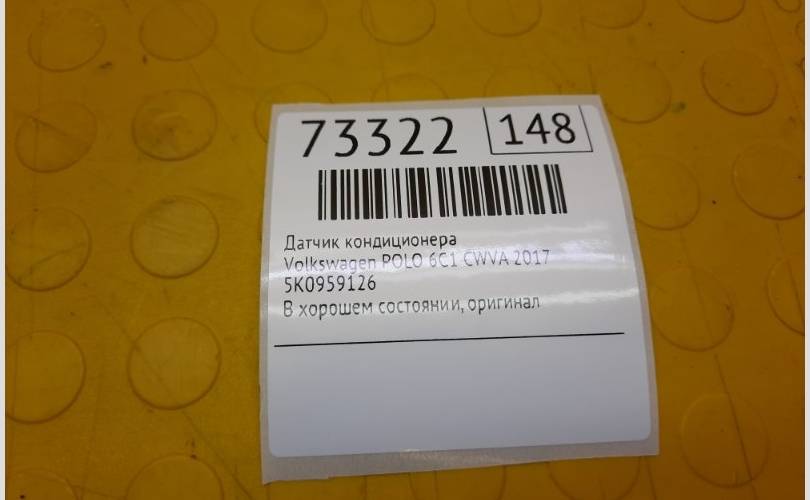 73322 148
Датчик кондиционера
Volkswagen POLO 6C1 CWVA 2017
5K0959126
В хорошем состоянии, оригинал